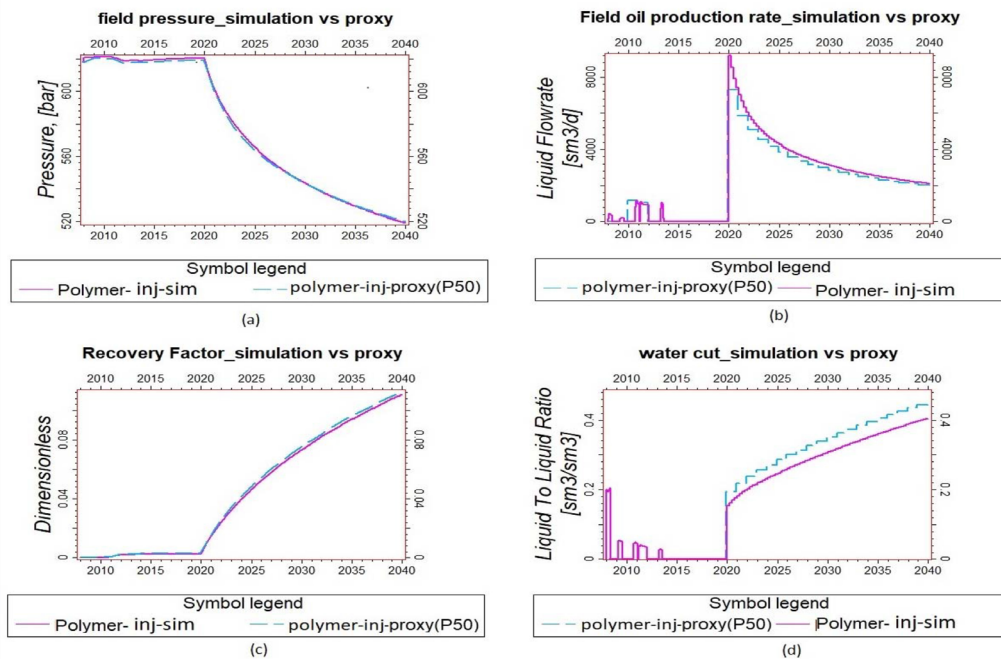 field pressure_simulation vs proxy
2010 2015 2020 2025 2030 2035 2040
Pressure, [bar]
600
560
520
600
560
520
2010 2015 2020 2025 2030 2035 2040
Symbol legend
Polymer- inj-sim polymer-inj-proxy(P50)
(a)
Field oil production rate_simulation vs proxy
2010 2015 2020 2025 2030 2035 2040
Liquid Flowrate
[sm3/d]
8000
4000
0
8000
4000
0
2010 2015 2020 2025 2030 2035 2040
Symbol legend
polymer-inj-proxy(P50) Polymer- inj-sim
(b)
Recovery Factor_simulation vs proxy
2010 2015 2020 2025 2030 2035 2040
Dimensionless
0.08
0.04
0
0.08
0.04
0
2010 2015 2020 2025 2030 2035 2040
Symbol legend
Polymer- inj-sim polymer-inj-proxy(P50)
(c)
water cut_simulation vs proxy
2010 2015 2020 2025 2030 2035 2040
Liquid To Liquid Ratio
[sm3/sm3]
0.4
0.2
0
0.4
0.2
0
2010 2015 2020 2025 2030 2035 2040
Symbol legend
polymer-inj-proxy(P50) Polymer- inj-sim
(d)